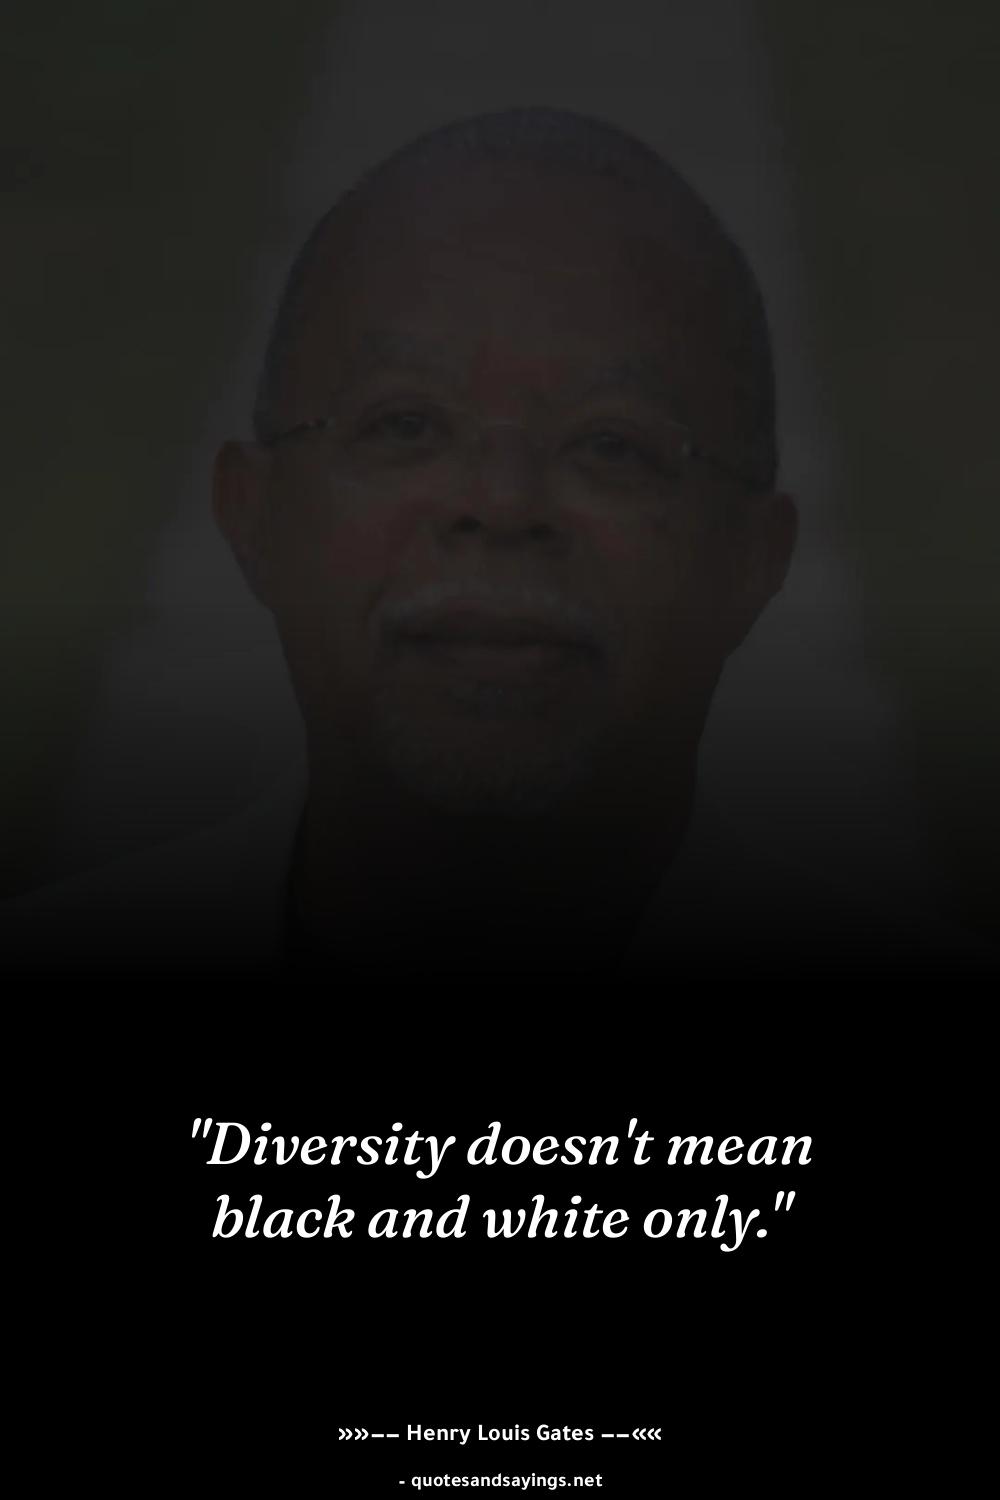 "Diversity doesn't mean
black and white only."
»»–– Henry Louis Gates ––««
- quotesandsayings.net